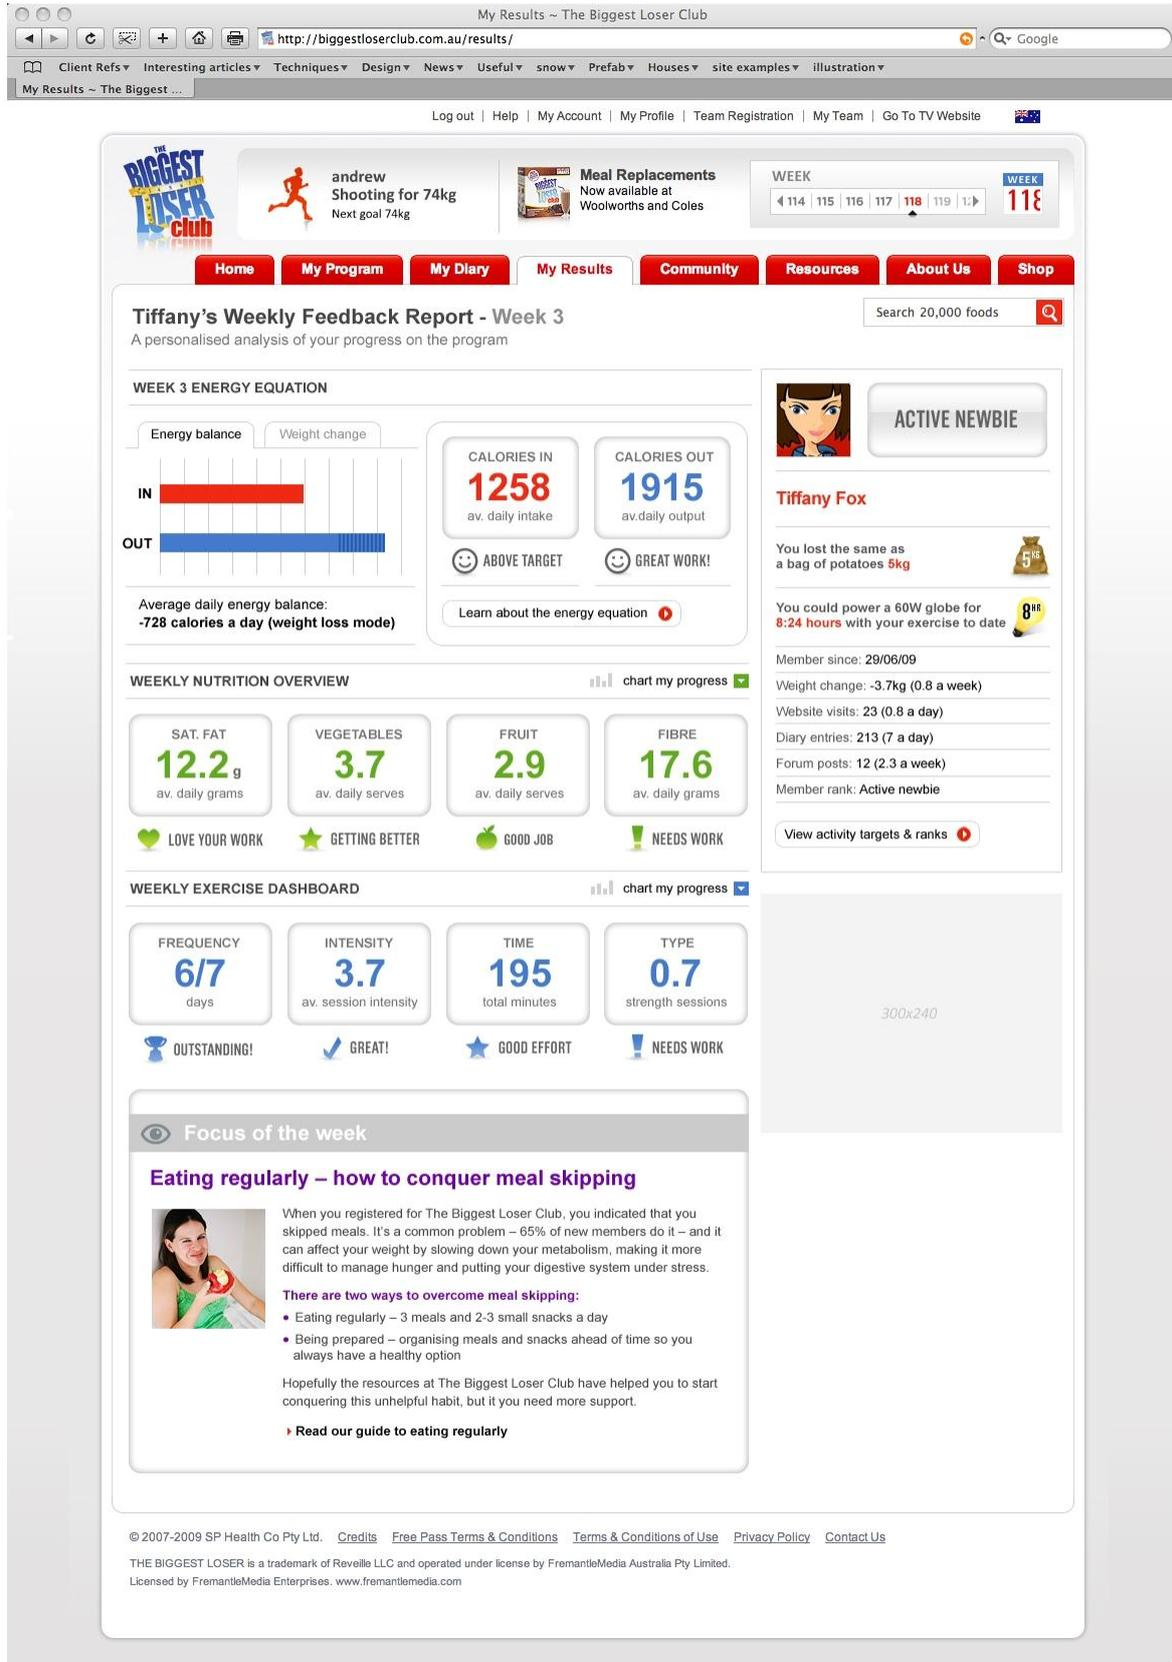 My Results ~ The Biggest Loser Club
http://biggestloserclub.com.au/results/
Google
Client Refs Interesting articles Techniques Design News Useful snow Prefab Houses site examples illustration
My Results ~ The Biggest ...
Log out | Help | My Account | My Profile | Team Registration | My Team | Go To TV Website
THE BIGGEST LOSER club
andrew
Shooting for 74kg
Next goal 74kg
Meal Replacements
Now available at
Woolworths and Coles
WEEK
114 115 116 117 118 119
WEEK
118
Home My Program My Diary My Results Community Resources About Us Shop
Tiffany's Weekly Feedback Report - Week 3
A personalised analysis of your progress on the program
Search 20,000 foods
WEEK 3 ENERGY EQUATION
Energy balance Weight change
IN
OUT
Average daily energy balance:
-728 calories a day (weight loss mode)
CALORIES IN
1258
av. daily intake
ABOVE TARGET
CALORIES OUT
1915
av.daily output
GREAT WORK!
Learn about the energy equation
WEEKLY NUTRITION OVERVIEW
chart my progress
SAT. FAT
12.2 g
av. daily grams
LOVE YOUR WORK
VEGETABLES
3.7
av. daily serves
GETTING BETTER
FRUIT
2.9
av. daily serves
GOOD JOB
FIBRE
17.6
av. daily grams
NEEDS WORK
WEEKLY EXERCISE DASHBOARD
chart my progress
FREQUENCY
6/7
days
OUTSTANDING!
INTENSITY
3.7
av. session intensity
GREAT!
TIME
195
total minutes
GOOD EFFORT
TYPE
0.7
strength sessions
NEEDS WORK
Focus of the week
Eating regularly – how to conquer meal skipping
When you registered for The Biggest Loser Club, you indicated that you
skipped meals. It's a common problem – 65% of new members do it – and it
can affect your weight by slowing down your metabolism, making it more
difficult to manage hunger and putting your digestive system under stress.
There are two ways to overcome meal skipping:
• Eating regularly – 3 meals and 2-3 small snacks a day
• Being prepared – organising meals and snacks ahead of time so you
always have a healthy option
Hopefully the resources at The Biggest Loser Club have helped you to start
conquering this unhelpful habit, but it you need more support.
Read our guide to eating regularly
ACTIVE NEWBIE
Tiffany Fox
You lost the same as
a bag of potatoes 5kg
5KG
You could power a 60W globe for
8:24 hours with your exercise to date
8HR
Member since: 29/06/09
Weight change: -3.7kg (0.8 a week)
Website visits: 23 (0.8 a day)
Diary entries: 213 (7 a day)
Forum posts: 12 (2.3 a week)
Member rank: Active newbie
View activity targets & ranks
300x240
© 2007-2009 SP Health Co Pty Ltd. Credits Free Pass Terms & Conditions Terms & Conditions of Use Privacy Policy Contact Us
THE BIGGEST LOSER is a trademark of Reveille LLC and operated under license by FremantleMedia Australia Pty Limited.
Licensed by FremantleMedia Enterprises. www.fremantlemedia.com